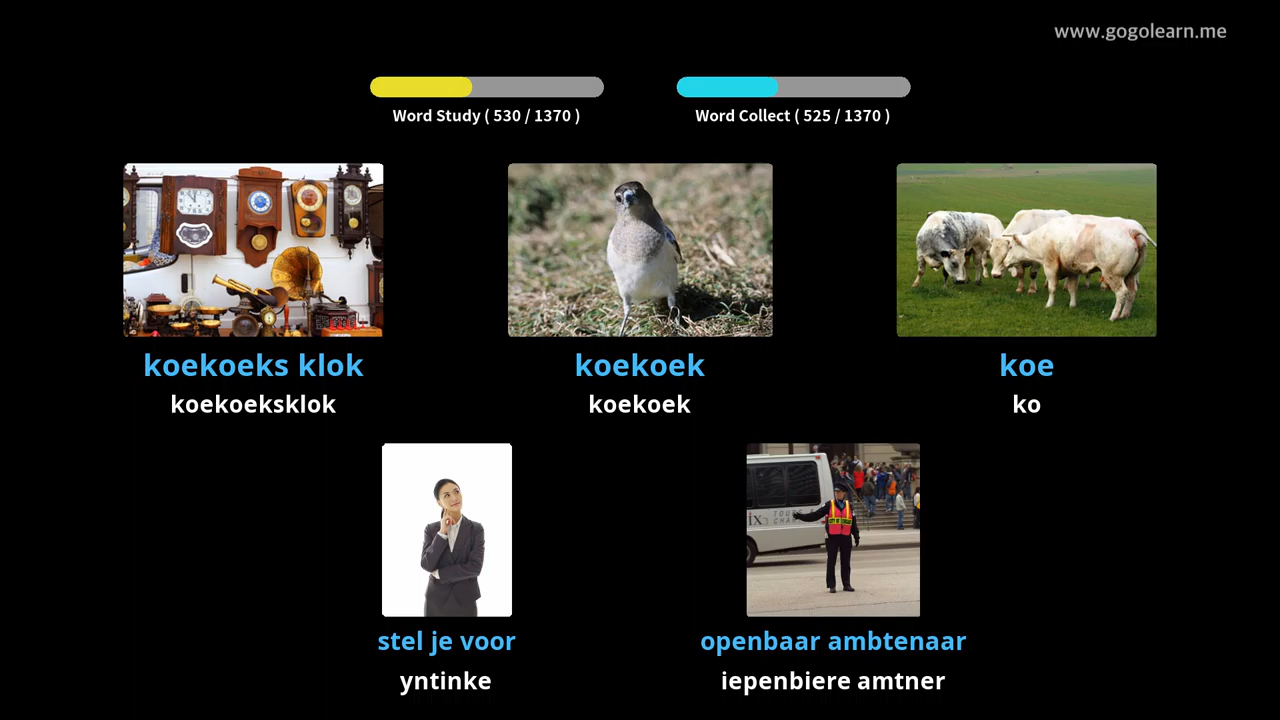 www.gogolearn.me
Word Study ( 530 / 1370 )
Word Collect ( 525 / 1370 )
koekoeks klok
koekoeksklok
koekoek
koekoek
koe
ko
stel je voor
yntinke
openbaar ambtenaar
iepenbiere amtner